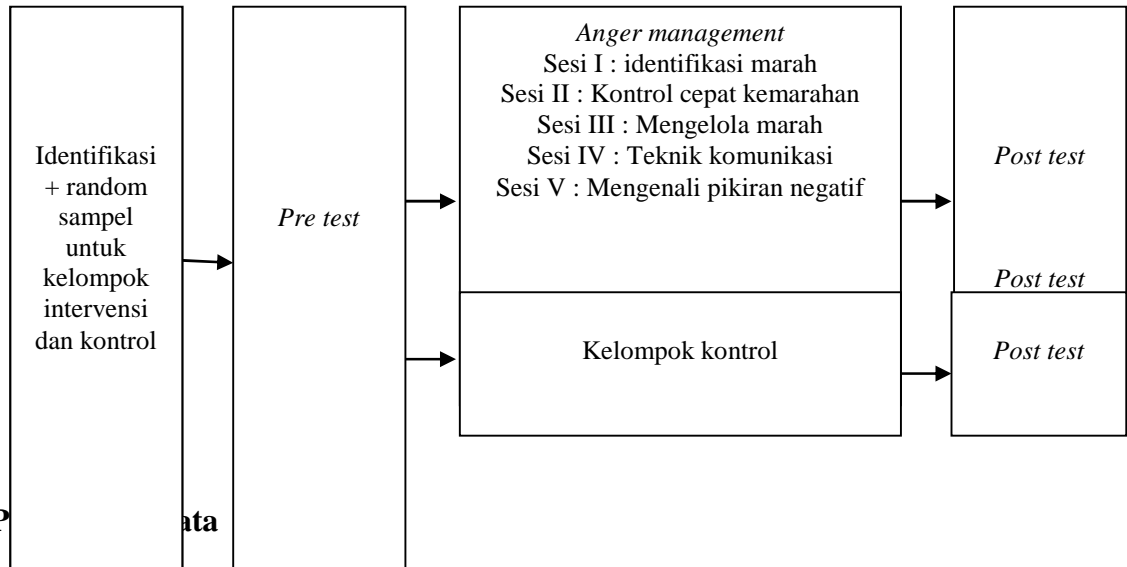 Identifikasi
+ random
sampel
untuk
kelompok
intervensi
dan kontrol
Pre test
Anger management
Sesi I : identifikasi marah
Sesi II : Kontrol cepat kemarahan
Sesi III : Mengelola marah
Sesi IV : Teknik komunikasi
Sesi V : Mengenali pikiran negatif
Post test
Post test
Kelompok kontrol
Post test